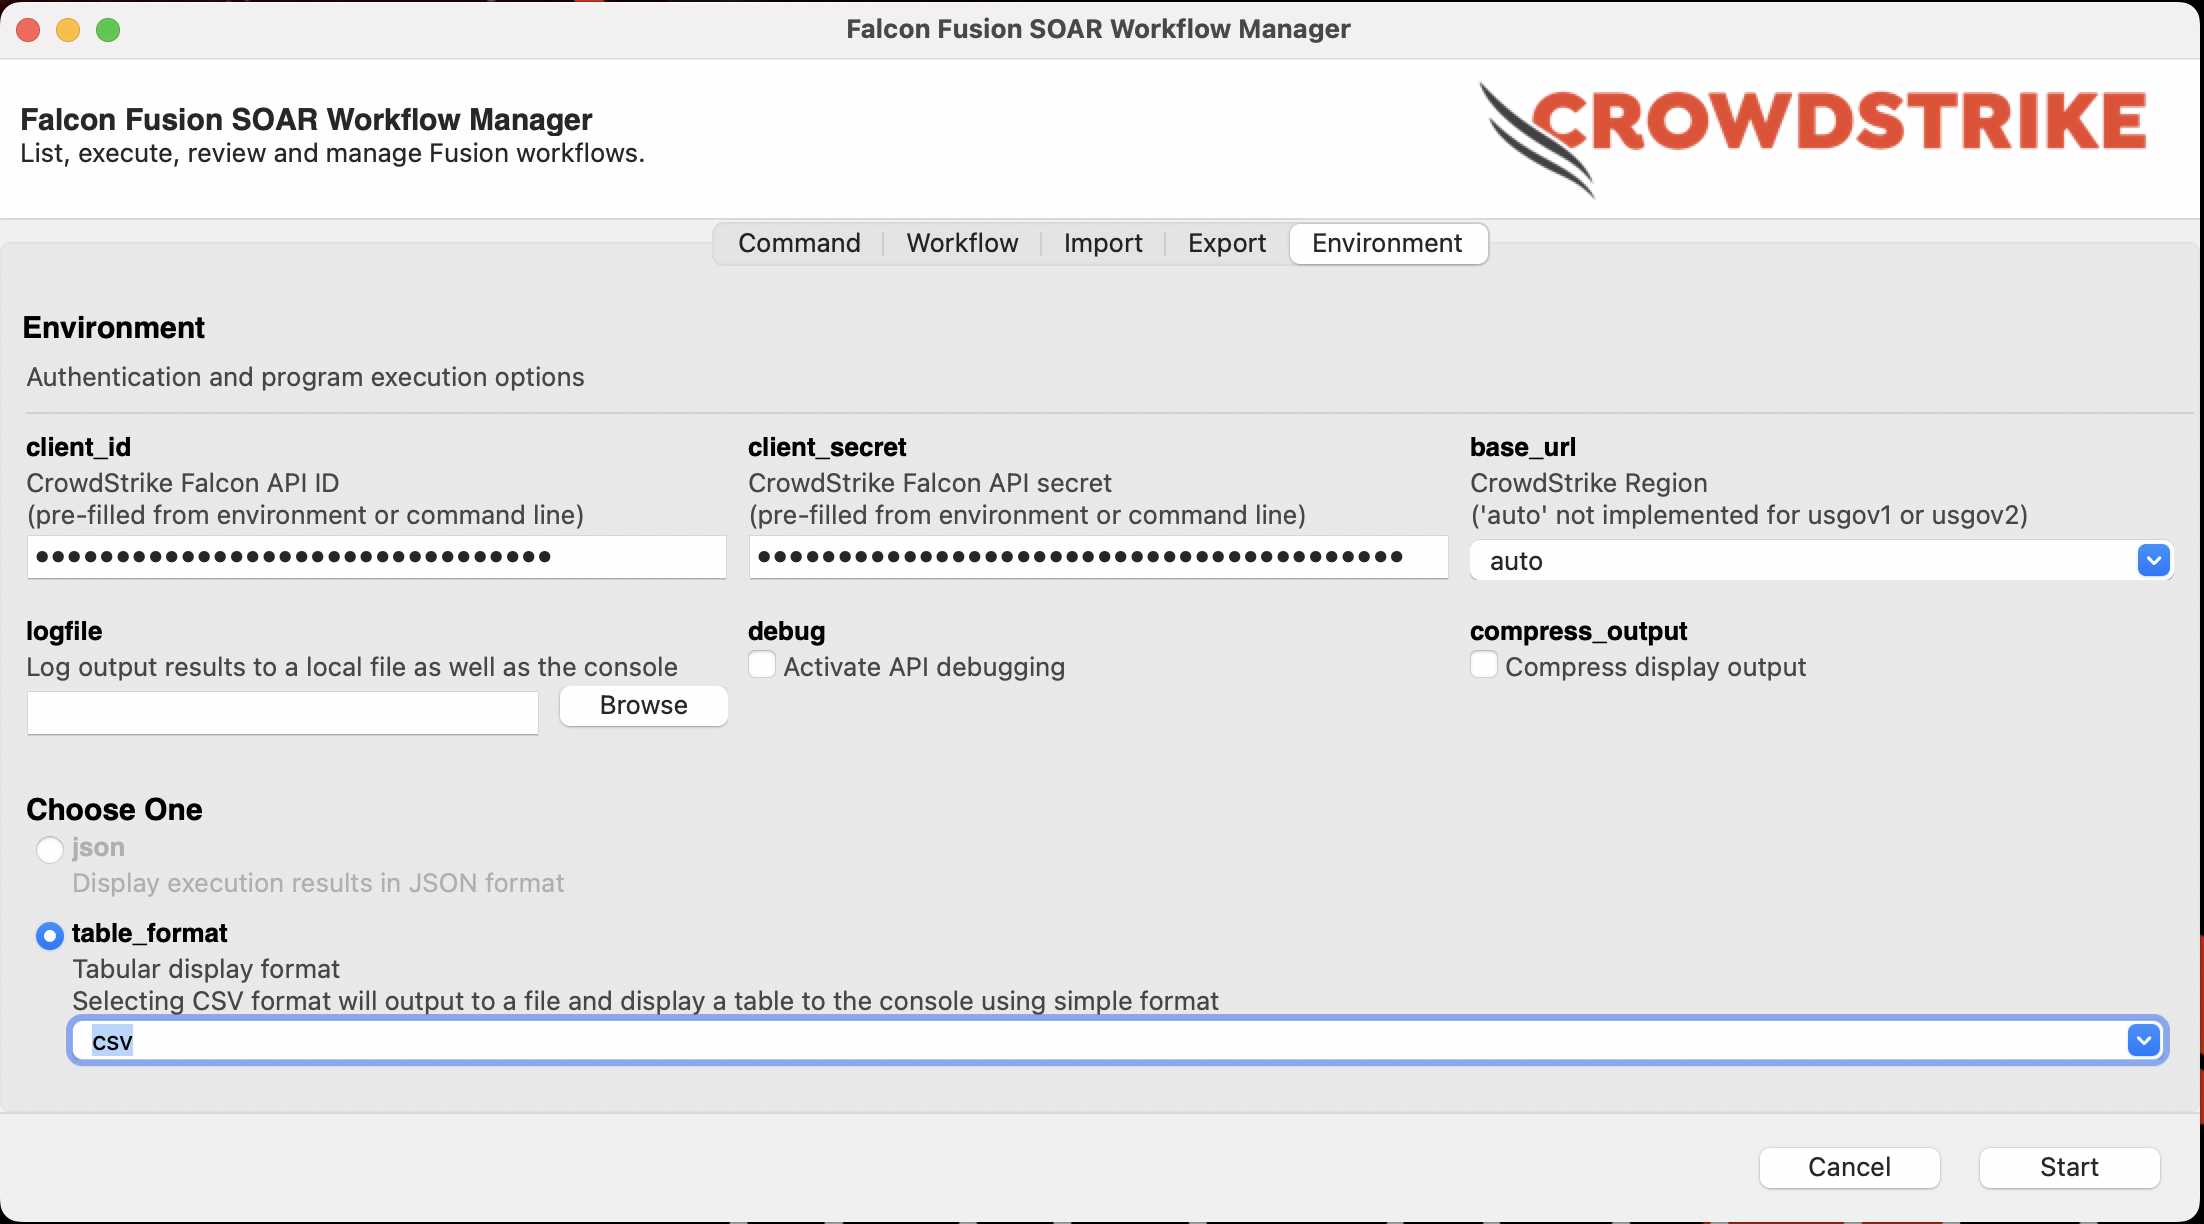 Falcon Fusion SOAR Workflow Manager
Falcon Fusion SOAR Workflow Manager
List, execute, review and manage Fusion workflows.
CROWDSTRIKE
Command Workflow Import Export Environment
Environment
Authentication and program execution options
client_id
CrowdStrike Falcon API ID
(pre-filled from environment or command line)
••••••••••••••••••••••••••••••••
client_secret
CrowdStrike Falcon API secret
(pre-filled from environment or command line)
••••••••••••••••••••••••••••••••••••••••
base_url
CrowdStrike Region
('auto' not implemented for usgov1 or usgov2)
auto
logfile
Log output results to a local file as well as the console
Browse
debug
Activate API debugging
compress_output
Compress display output
Choose One
json
Display execution results in JSON format
table_format
Tabular display format
Selecting CSV format will output to a file and display a table to the console using simple format
csv
Cancel
Start